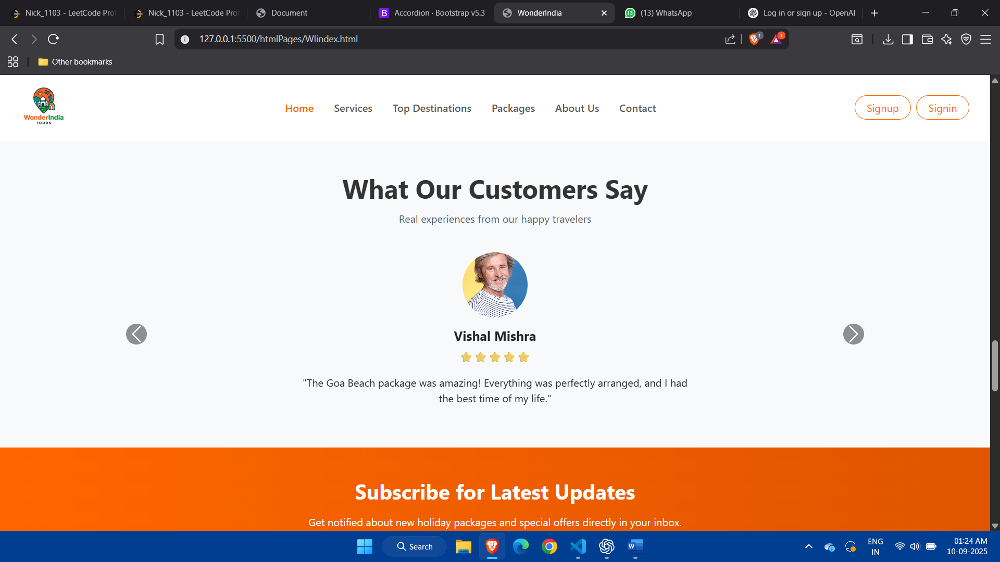 Nick_1103 - LeetCode Prof
Nick_1103 - LeetCode Prof
Document
Accordion · Bootstrap v5.3
WonderIndia
(13) WhatsApp
Log in or sign up - OpenAI
127.0.0.1:5500/htmlPages/WIindex.html
1
1
Other bookmarks
WonderIndia
TOURS
Home
Services
Top Destinations
Packages
About Us
Contact
Signup
Signin
What Our Customers Say
Real experiences from our happy travelers
Vishal Mishra
"The Goa Beach package was amazing! Everything was perfectly arranged, and I had
the best time of my life."
Subscribe for Latest Updates
Get notified about new holiday packages and special offers directly in your inbox.
Search
ENG
IN
01:24 AM
10-09-2025